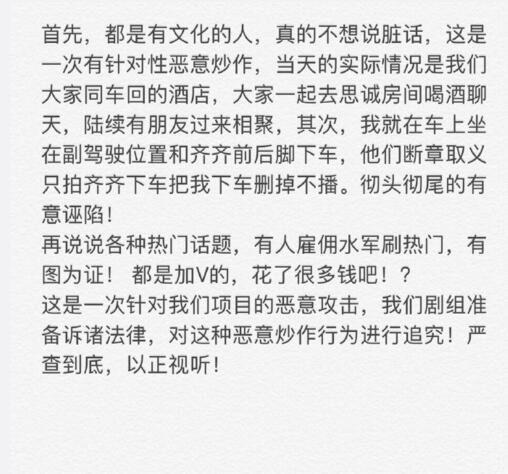 首先，都是有文化的人，真的不想说脏话，这是
一次有针对性恶意炒作，当天的实际情况是我们
大家同车回的酒店，大家一起去思诚房间喝酒聊
天，陆续有朋友过来相聚，其次，我就在车上坐
在副驾驶位置和齐齐前后脚下车，他们断章取义
只拍齐齐下车把我下车删掉不播。彻头彻尾的有
意诬陷！
再说说各种热门话题，有人雇佣水军刷热门，有
图为证！ 都是加V的，花了很多钱吧！？
这是一次针对我们项目的恶意攻击，我们剧组准
备诉诸法律，对这种恶意炒作行为进行追究！严
查到底，以正视听！